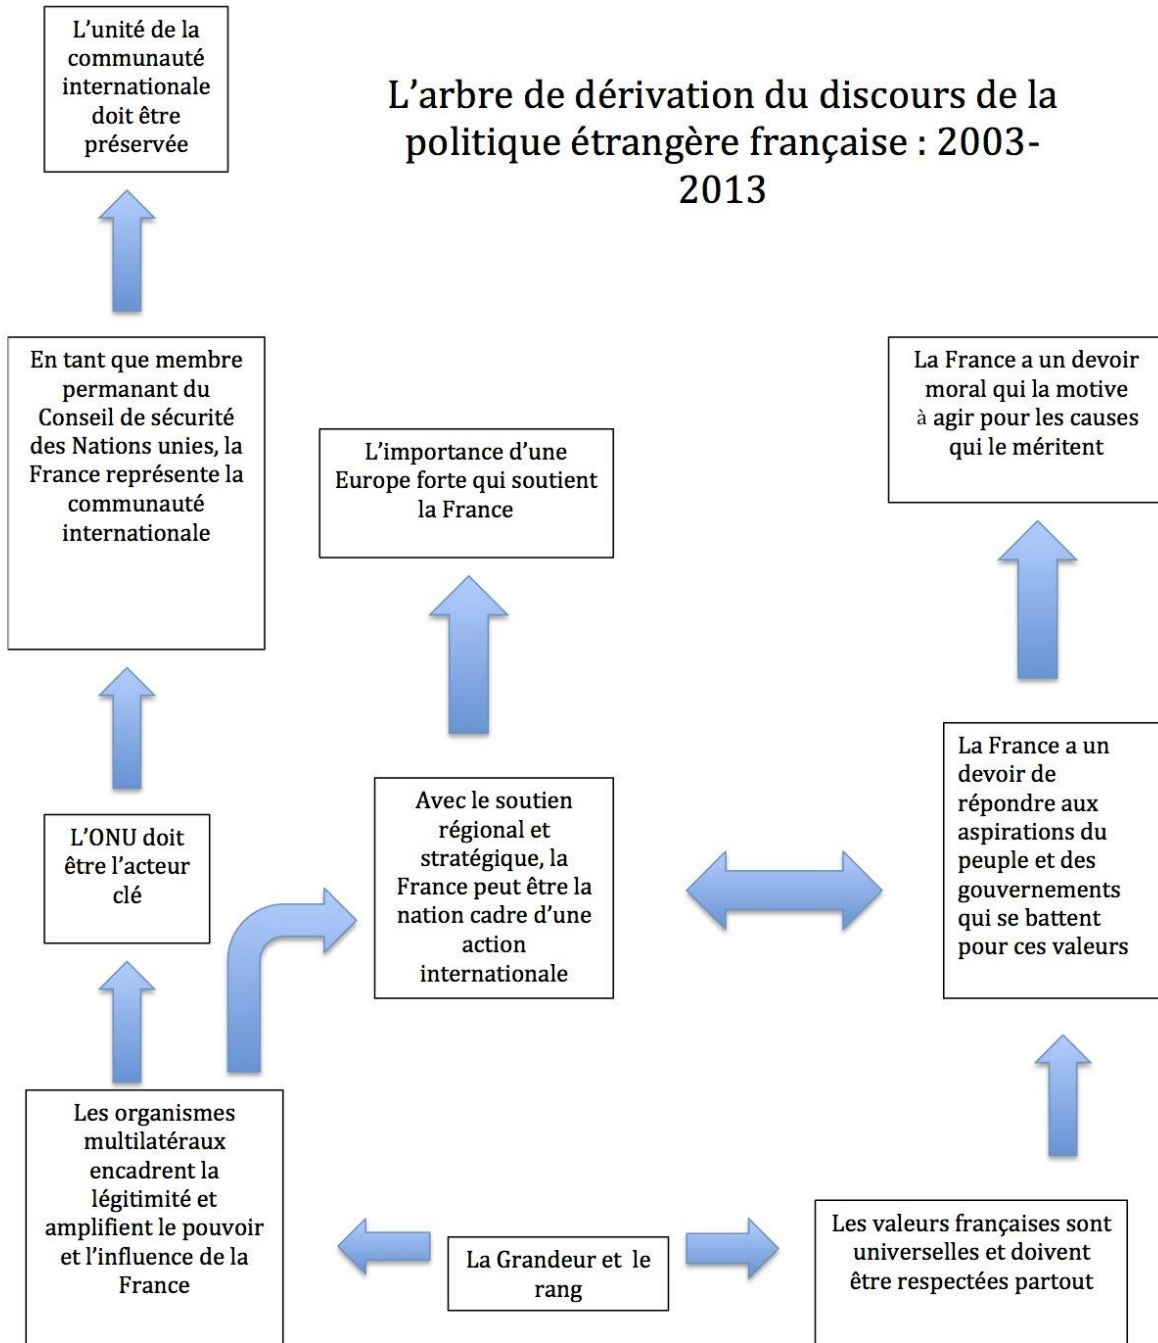 L'unité de la
communauté
internationale
doit être
préservée
L'arbre de dérivation du discours de la
politique étrangère française : 2003-
2013
En tant que membre
permanant du
Conseil de sécurité
des Nations unies, la
France représente la
communauté
internationale
L'importance d'une
Europe forte qui soutient
la France
La France a un devoir
moral qui la motive
à agir pour les causes
qui le méritent
L'ONU doit
être l'acteur
clé
Avec le soutien
régional et
stratégique, la
France peut être la
nation cadre d'une
action
internationale
La France a un
devoir de
répondre aux
aspirations du
peuple et des
gouvernements
qui se battent
pour ces valeurs
Les organismes
multilatéraux
encadrent la
légitimité et
amplifient le pouvoir
et l'influence de la
France
La Grandeur et le
rang
Les valeurs françaises sont
universelles et doivent
être respectées partout